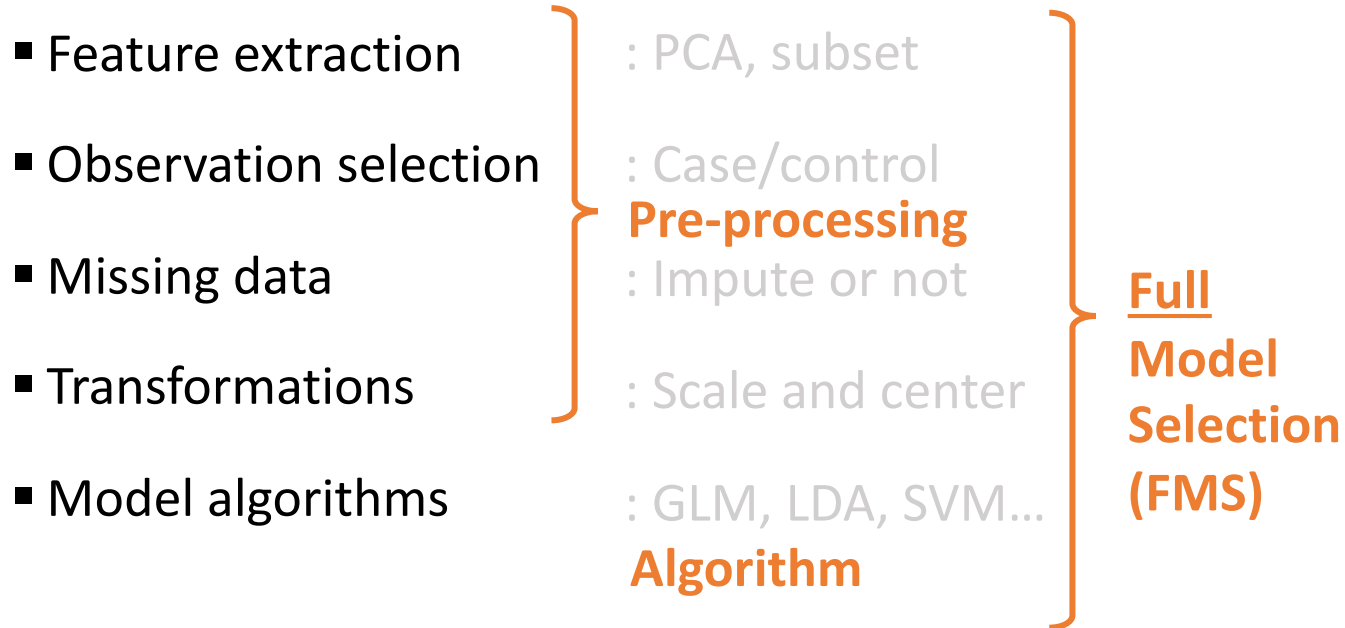 ▪ Feature extraction : PCA, subset
▪ Observation selection : Case/control
Pre-processing
▪ Missing data : Impute or not
▪ Transformations : Scale and center
▪ Model algorithms : GLM, LDA, SVM…
Algorithm
Full
Model
Selection
(FMS)